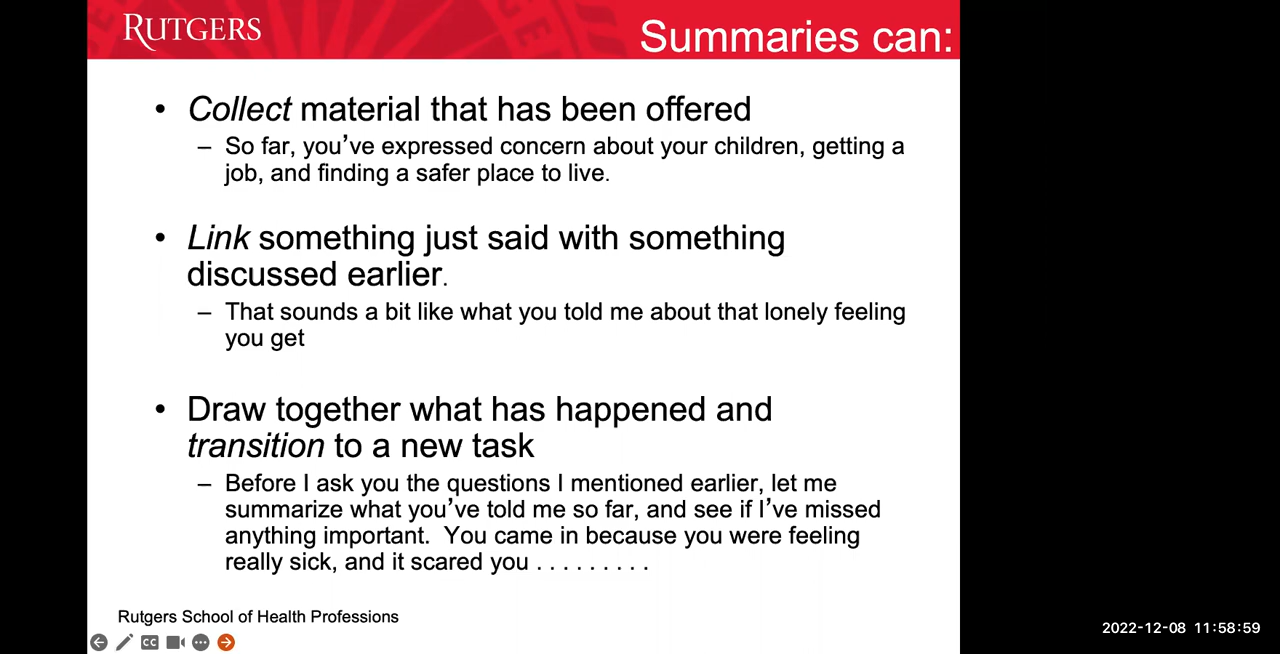 RUTGERS
Summaries can:
• Collect material that has been offered
– So far, you’ve expressed concern about your children, getting a
job, and finding a safer place to live.
• Link something just said with something
discussed earlier.
– That sounds a bit like what you told me about that lonely feeling
you get
• Draw together what has happened and
transition to a new task
– Before I ask you the questions I mentioned earlier, let me
summarize what you’ve told me so far, and see if I’ve missed
anything important.  You came in because you were feeling
really sick, and it scared you . . . . . . . . .
Rutgers School of Health Professions
CC
2022-12-08 11:58:59